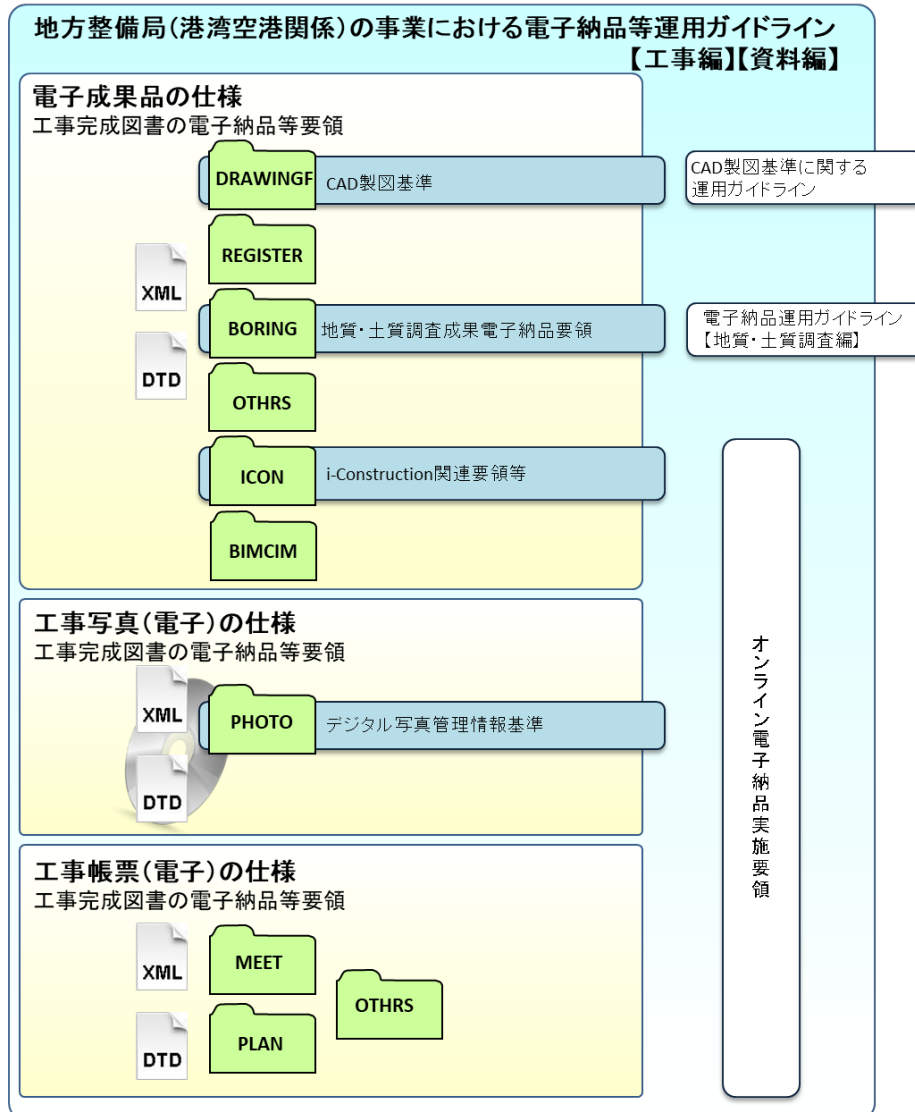 地方整備局(港湾空港関係)の事業における電子納品等運用ガイドライン
【工事編】【資料編】
電子成果品の仕様
工事完成図書の電子納品等要領
DRAWINGF
CAD製図基準
CAD製図基準に関する
運用ガイドライン
REGISTER
XML
BORING
地質・土質調査成果電子納品要領
電子納品運用ガイドライン
【地質・土質調査編】
DTD
OTHRS
ICON
i-Construction関連要領等
BIMCIM
工事写真(電子)の仕様
工事完成図書の電子納品等要領
XML
PHOTO
デジタル写真管理情報基準
DTD
オンライン電子納品実施要領
工事帳票(電子)の仕様
工事完成図書の電子納品等要領
XML
MEET
OTHRS
DTD
PLAN